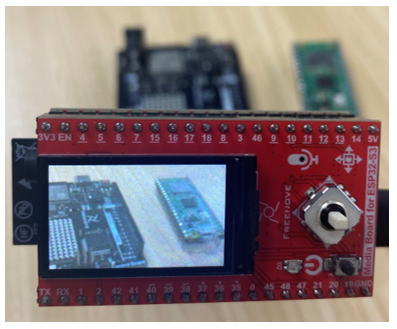 3V3 EN 4 5 6 7 15 16 17 18 8 3 46 9 10 11 12 13 14 5V
FREENOVE
Media Board for ESP32-S3
TX RX 1 2 42 41 40 39 38 37 36 35 0 45 48 47 21 20 19 GND